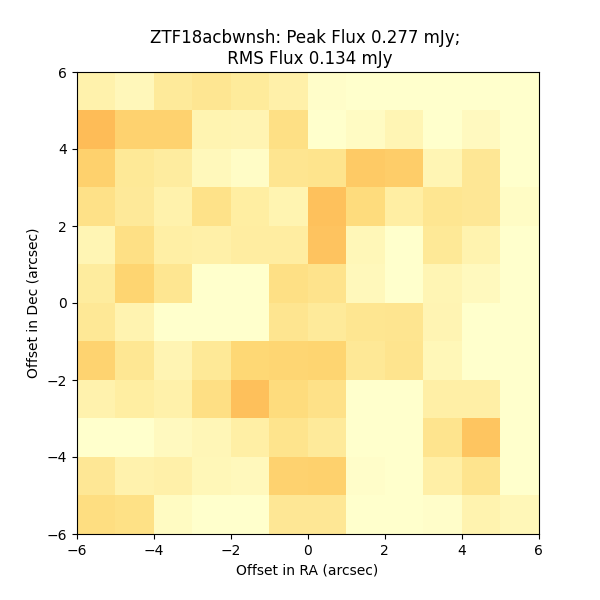 ZTF18acbwnsh: Peak Flux 0.277 mJy;
RMS Flux 0.134 mJy
6
4
2
0
−2
−4
−6
Offset in Dec (arcsec)
−6 −4 −2 0 2 4 6
Offset in RA (arcsec)